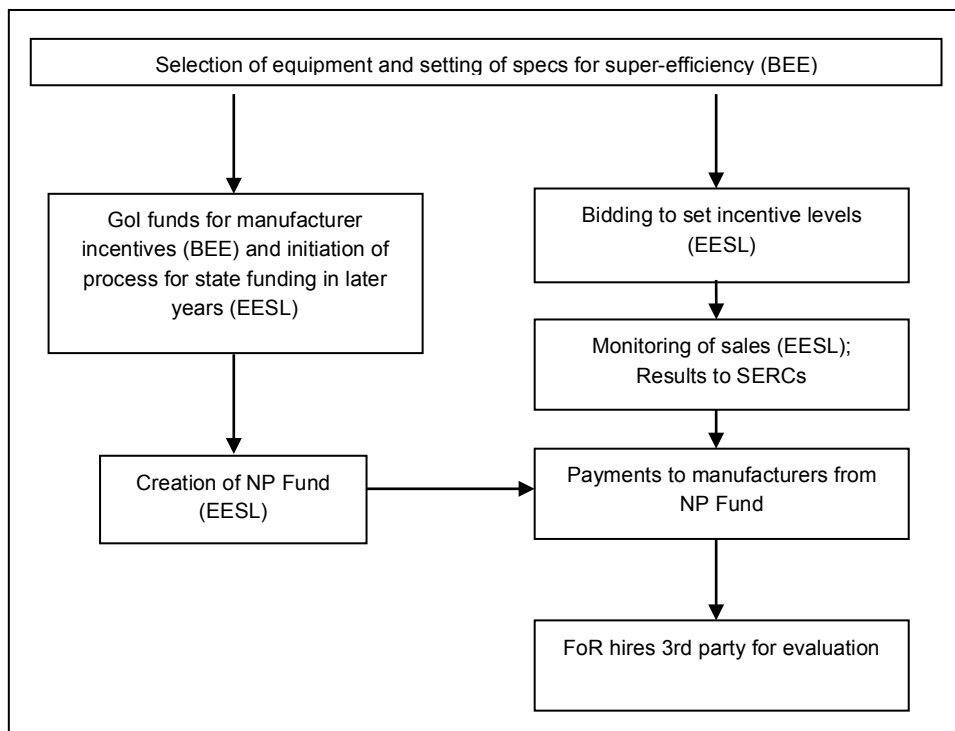 Selection of equipment and setting of specs for super-efficiency (BEE)
GoI funds for manufacturer
incentives (BEE) and initiation of
process for state funding in later
years (EESL)
Bidding to set incentive levels
(EESL)
Monitoring of sales (EESL);
Results to SERCs
Creation of NP Fund
(EESL)
Payments to manufacturers from
NP Fund
FoR hires 3rd party for evaluation